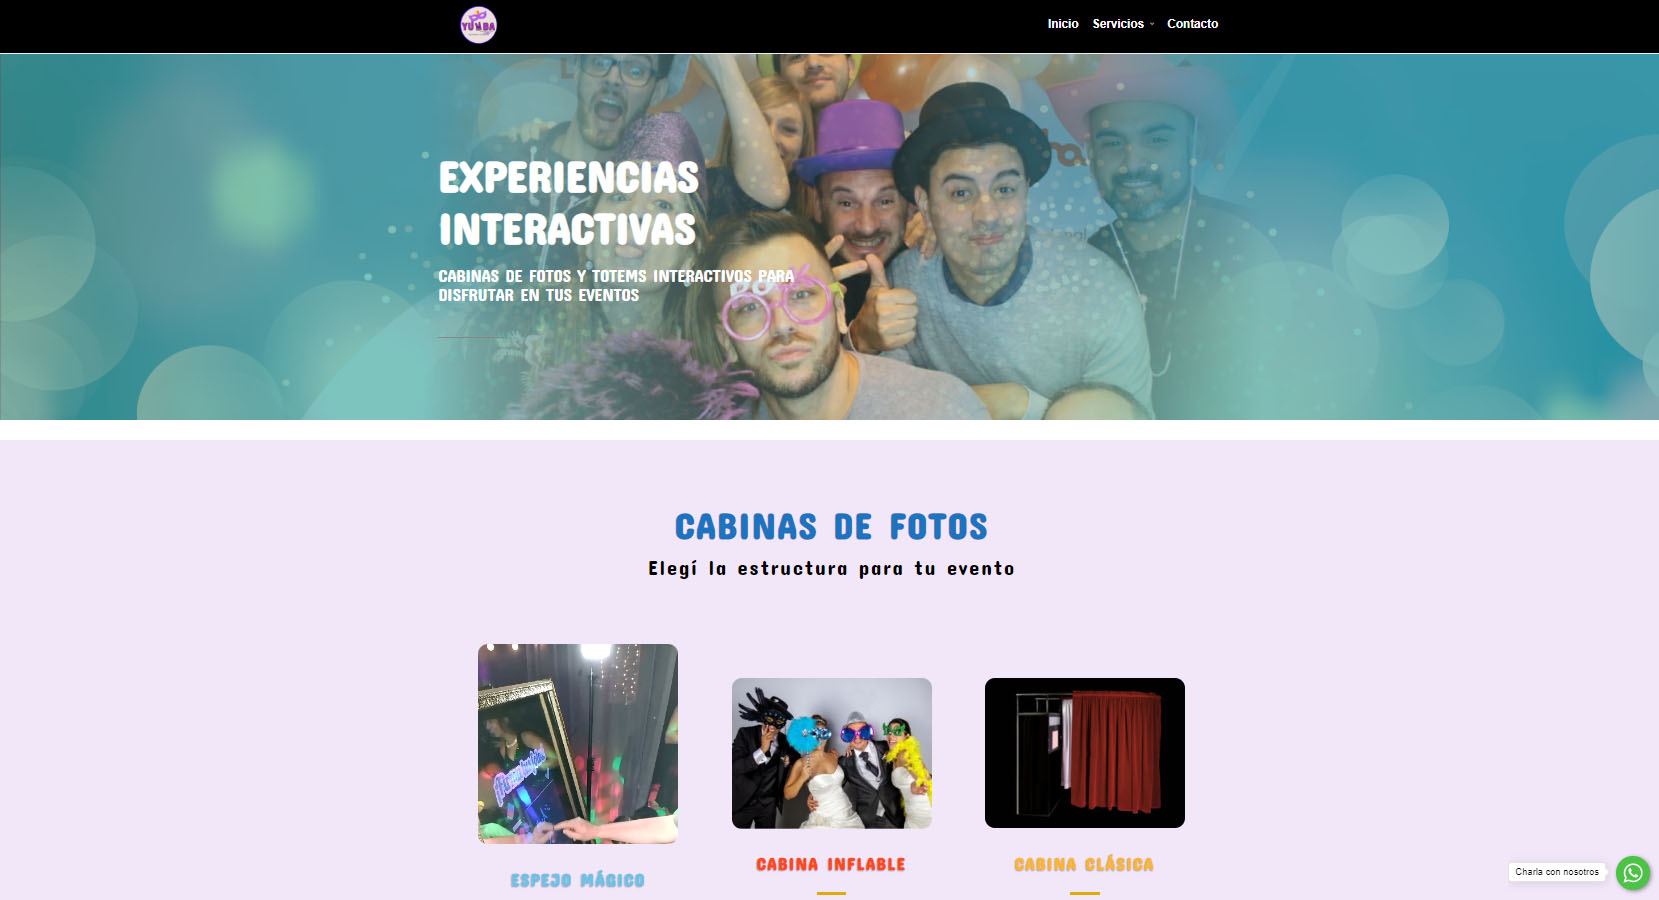 YUMBA
Inicio Servicios Contacto
EXPERIENCIAS
INTERACTIVAS
CABINAS DE FOTOS Y TOTEMS INTERACTIVOS PARA
DISFRUTAR EN TUS EVENTOS
CABINAS DE FOTOS
Elegí la estructura para tu evento
ESPEJO MÁGICO
CABINA INFLABLE
CABINA CLÁSICA
Charla con nosotros